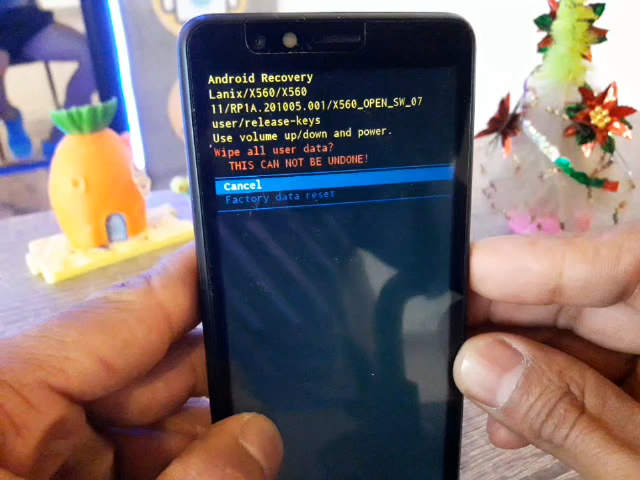 Android Recovery
Lanix/X560/X560
11/RP1A.201005.001/X560_OPEN_SW_07
user/release-keys
Use volume up/down and power.
Wipe all user data?
THIS CAN NOT BE UNDONE!
Cancel
Factory data reset